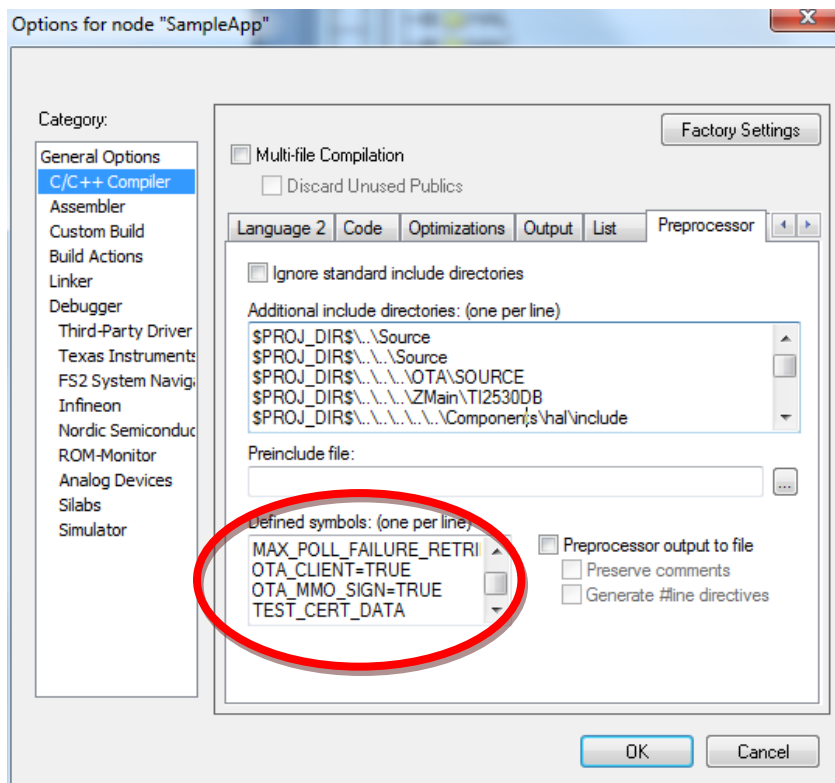 Options for node "SampleApp"
Category:
General Options
C/C++ Compiler
Assembler
Custom Build
Build Actions
Linker
Debugger
Third-Party Driver
Texas Instruments
FS2 System Navig
Infineon
Nordic Semiconduc
ROM-Monitor
Analog Devices
Silabs
Simulator
Factory Settings
Multi-file Compilation
Discard Unused Publics
Language 2 Code Optimizations Output List Preprocessor
Ignore standard include directories
Additional include directories: (one per line)
$PROJ_DIR$\..\Source
$PROJ_DIR$\..\..\Source
$PROJ_DIR$\..\..\..\OTA\SOURCE
$PROJ_DIR$\..\..\..\ZMain\TI2530DB
$PROJ_DIR$\..\..\..\..\..\..\Components\hal\include
Preinclude file:
...
Defined symbols: (one per line)
MAX_POLL_FAILURE_RETRI
OTA_CLIENT=TRUE
OTA_MMO_SIGN=TRUE
TEST_CERT_DATA
Preprocessor output to file
Preserve comments
Generate #line directives
OK Cancel